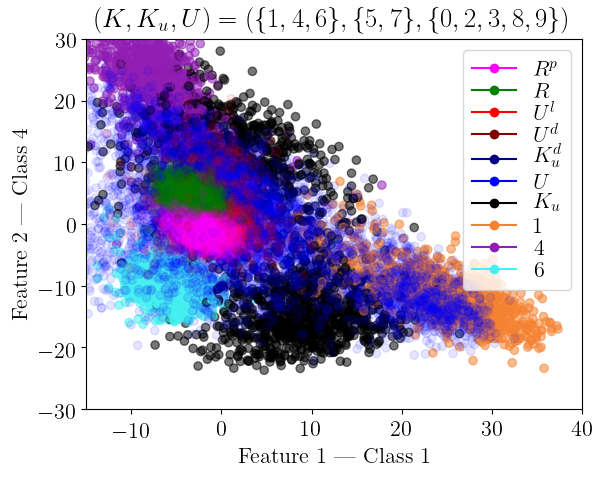 (K, K_u, U) = ({1, 4, 6}, {5, 7}, {0, 2, 3, 8, 9})
30
20
10
0
−10
−20
−30
Feature 2 — Class 4
−10
0
10
20
30
40
Feature 1 — Class 1
R^p
R
U^l
U^d
K_u^d
U
K_u
1
4
6